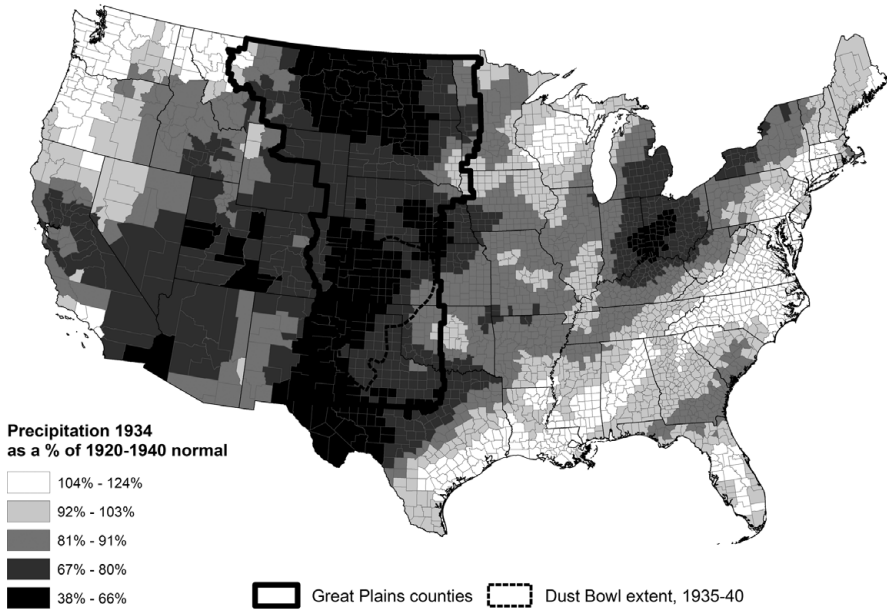 Precipitation 1934
as a % of 1920-1940 normal
104% - 124%
92% - 103%
81% - 91%
67% - 80%
38% - 66%
Great Plains counties
Dust Bowl extent, 1935-40